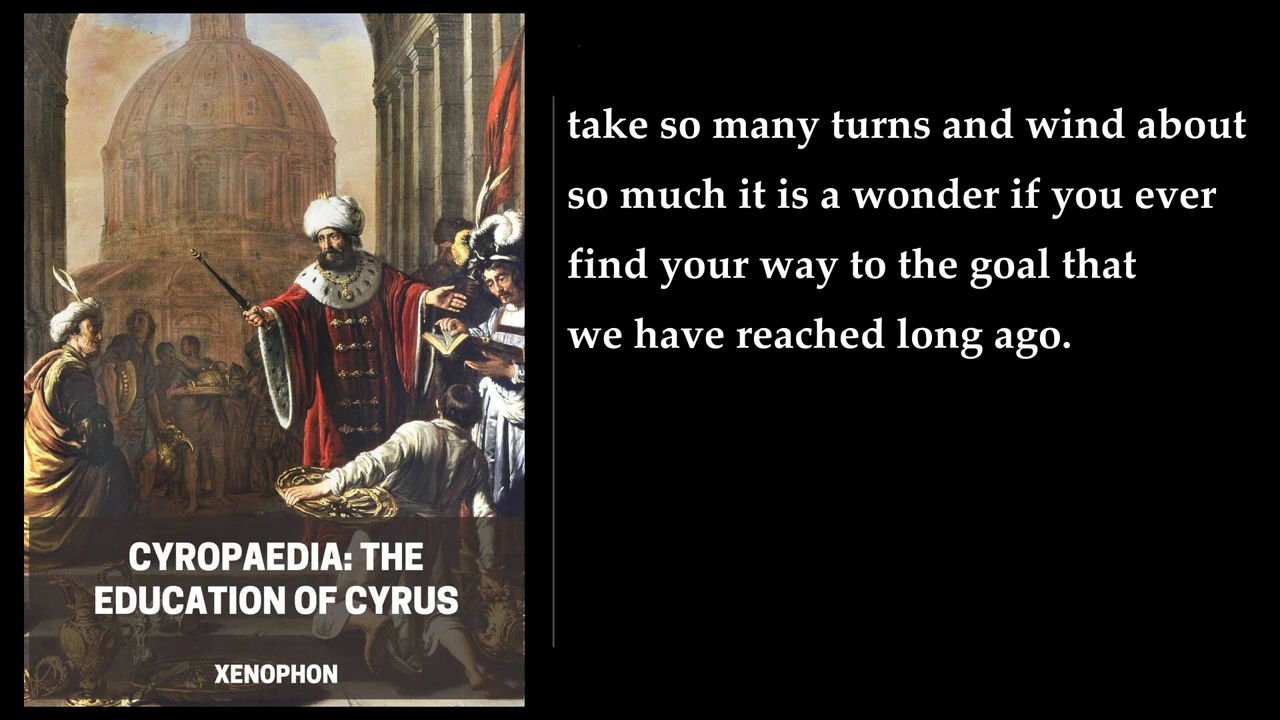 CYROPAEDIA: THE
EDUCATION OF CYRUS
XENOPHON
take so many turns and wind about
so much it is a wonder if you ever
find your way to the goal that
we have reached long ago.